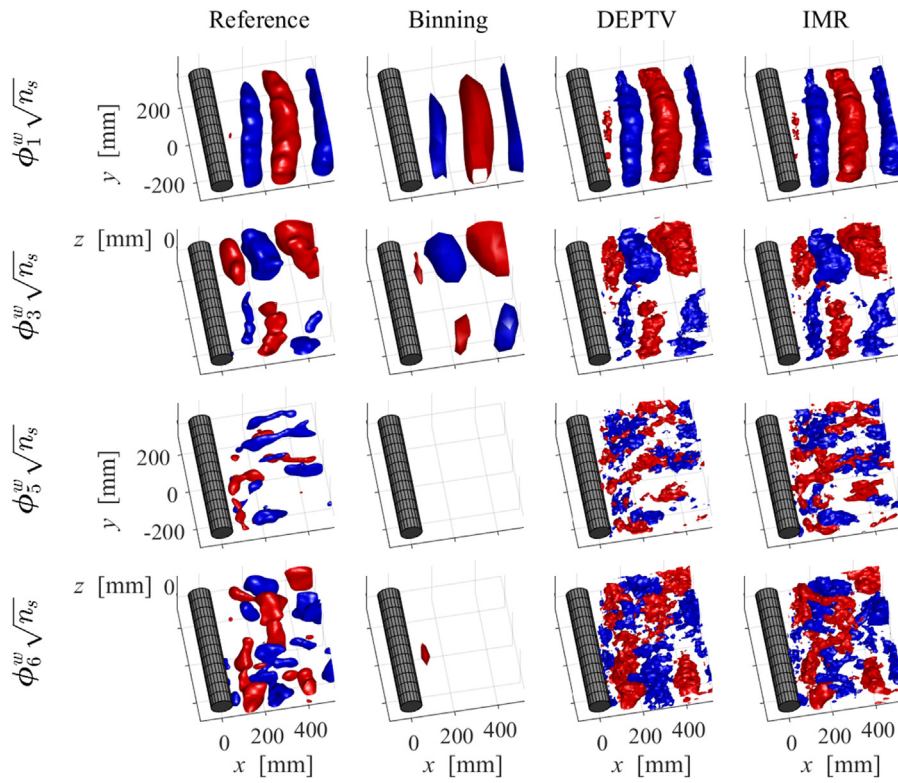 Reference Binning DEPTV IMR
ϕ₁ʷ√nₛ
200
0
-200
y [mm]
z [mm] 0
ϕ₃ʷ√nₛ
ϕ₅ʷ√nₛ
200
0
-200
y [mm]
z [mm] 0
ϕ₆ʷ√nₛ
0 200 400 0 200 400 0 200 400 0 200 400
x [mm] x [mm] x [mm] x [mm]